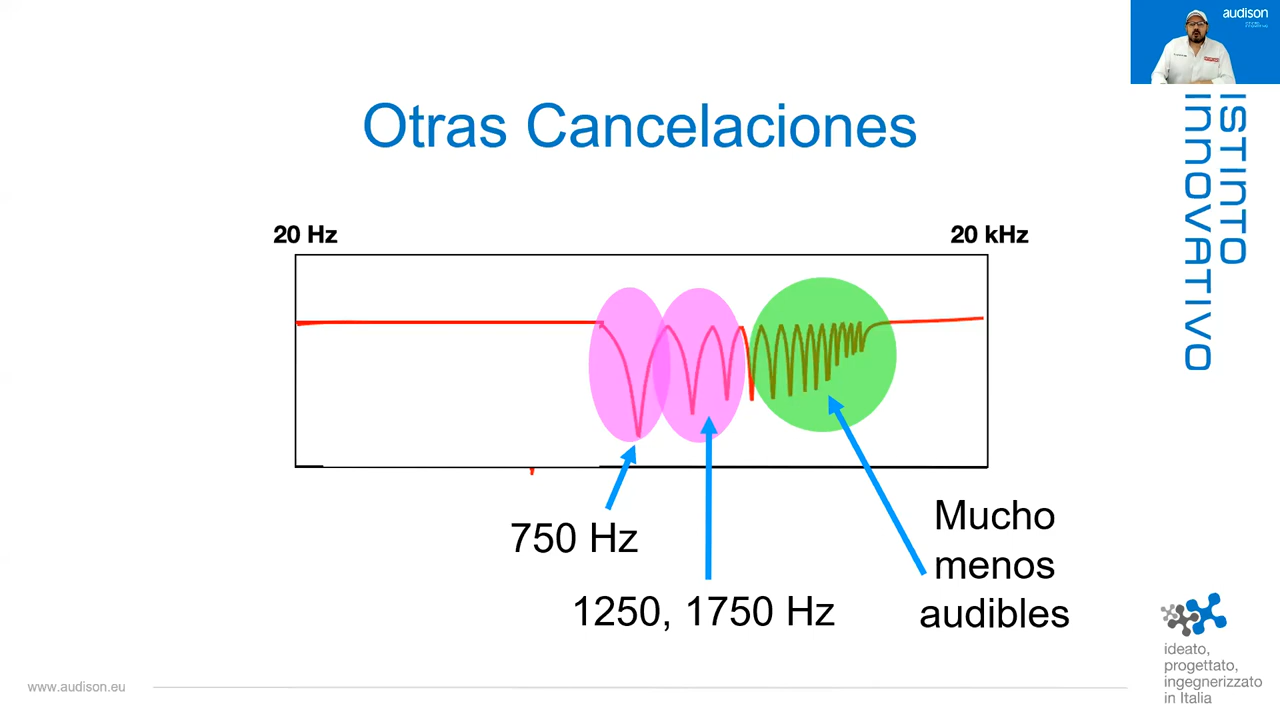 audison
Otras Cancelaciones
ISTINTO
INNOVATIVO
20 Hz
20 kHz
750 Hz
1250, 1750 Hz
Mucho
menos
audibles
ideato,
progettato,
ingegnerizzato
in Italia
www.audison.eu